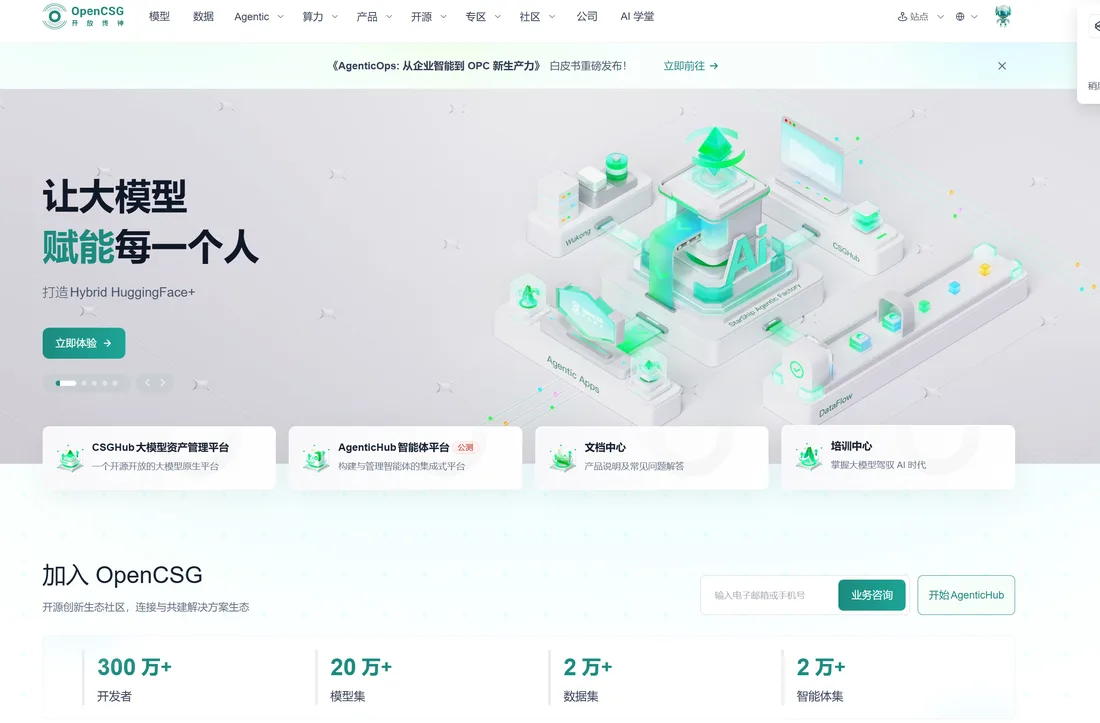 OpenCSG
开放传神
模型 数据 Agentic 算力 产品 开源 专区 社区 公司 AI 学堂 站点
《AgenticOps: 从企业智能到 OPC 新生产力》 白皮书重磅发布! 立即前往 →
让大模型
赋能每一个人
打造Hybrid HuggingFace+
立即体验 →
Wukong
CSGHub
Ai
StarShip Agentic Factory
Agentic Apps
DataFlow
CSGHub大模型资产管理平台
一个开源开放的大模型原生平台
AgenticHub智能体平台 公测
构建与管理智能体的集成式平台
文档中心
产品说明及常见问题解答
培训中心
掌握大模型驾驭 AI 时代
加入 OpenCSG
开源创新生态社区，连接与共建解决方案生态
输入电子邮箱或手机号 业务咨询 开始AgenticHub
300 万+ 20 万+ 2 万+ 2 万+
开发者 模型集 数据集 智能体集